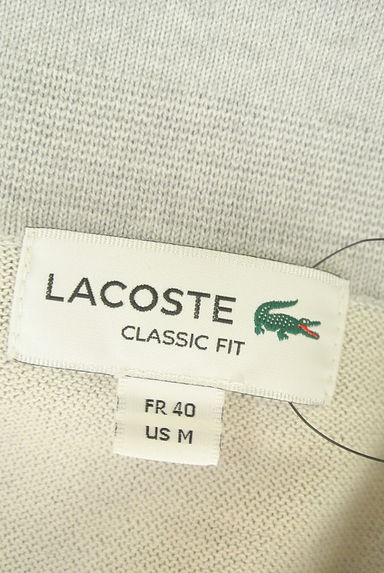 LACOSTE
CLASSIC FIT
FR 40
US M